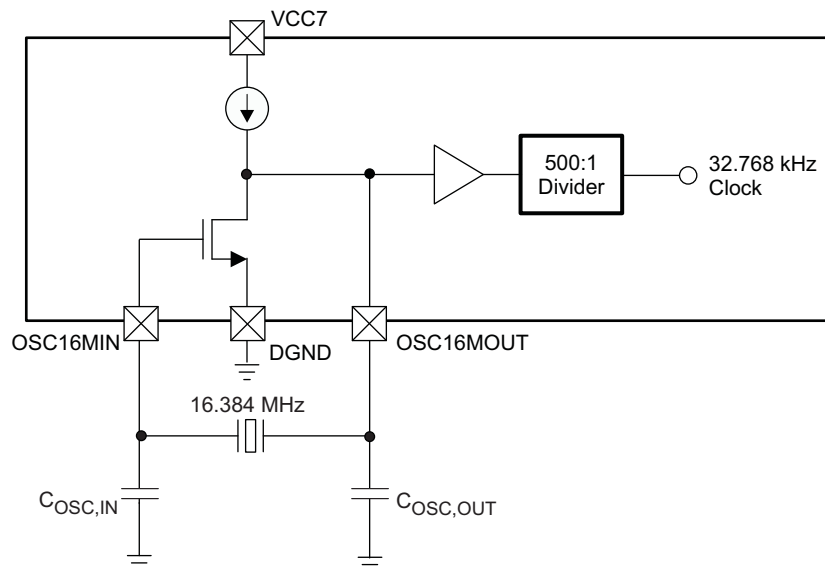 VCC7
500:1
Divider
32.768 kHz
Clock
OSC16MIN
DGND
OSC16MOUT
16.384 MHz
COSC,IN
COSC,OUT